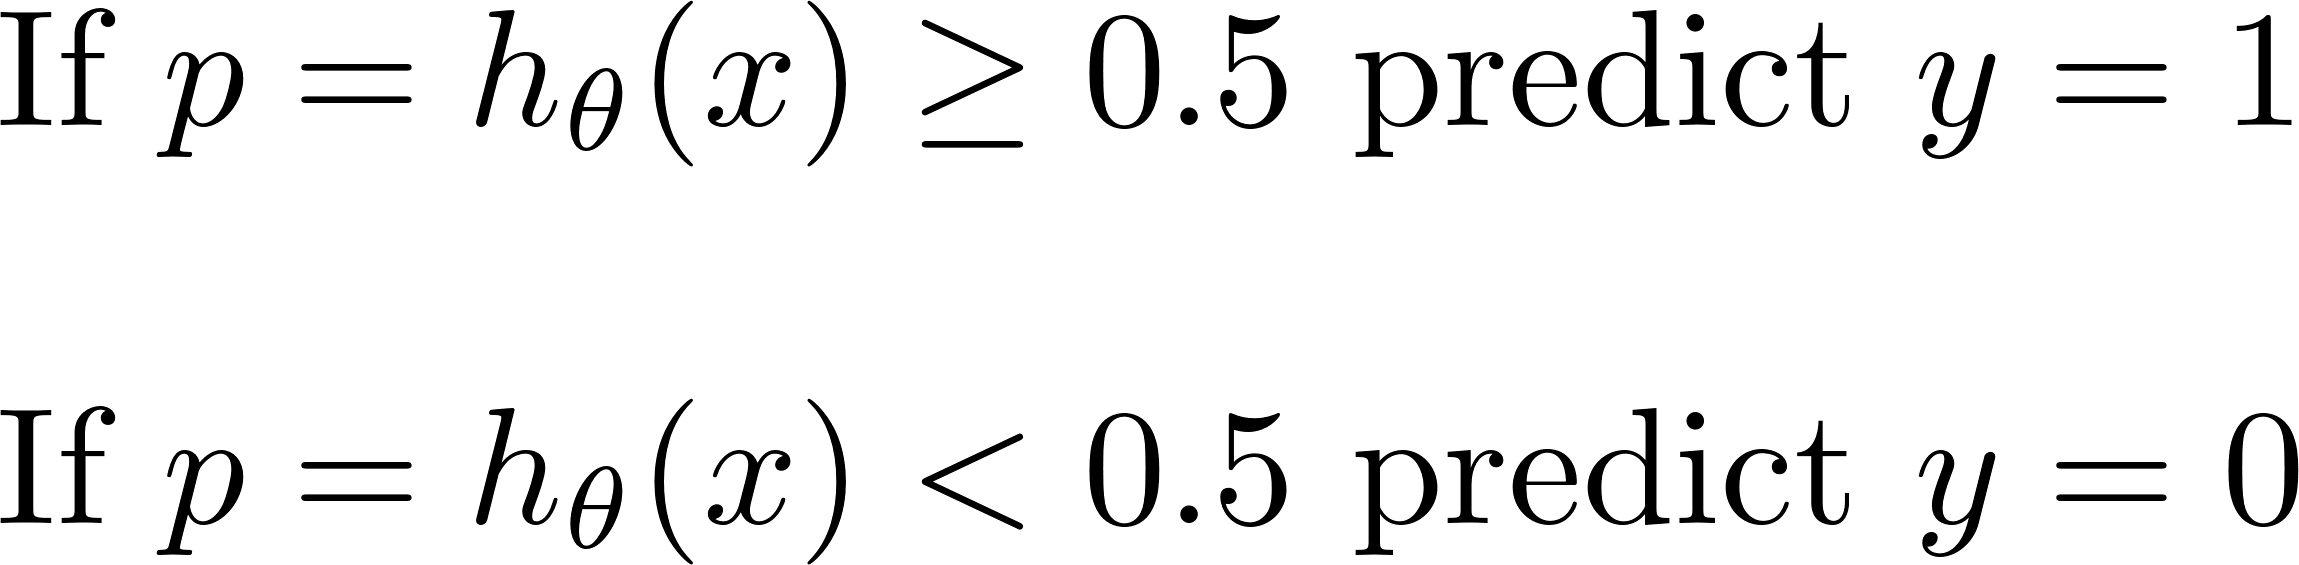 If p = h_θ(x) ≥ 0.5 predict y = 1
If p = h_θ(x) < 0.5 predict y = 0